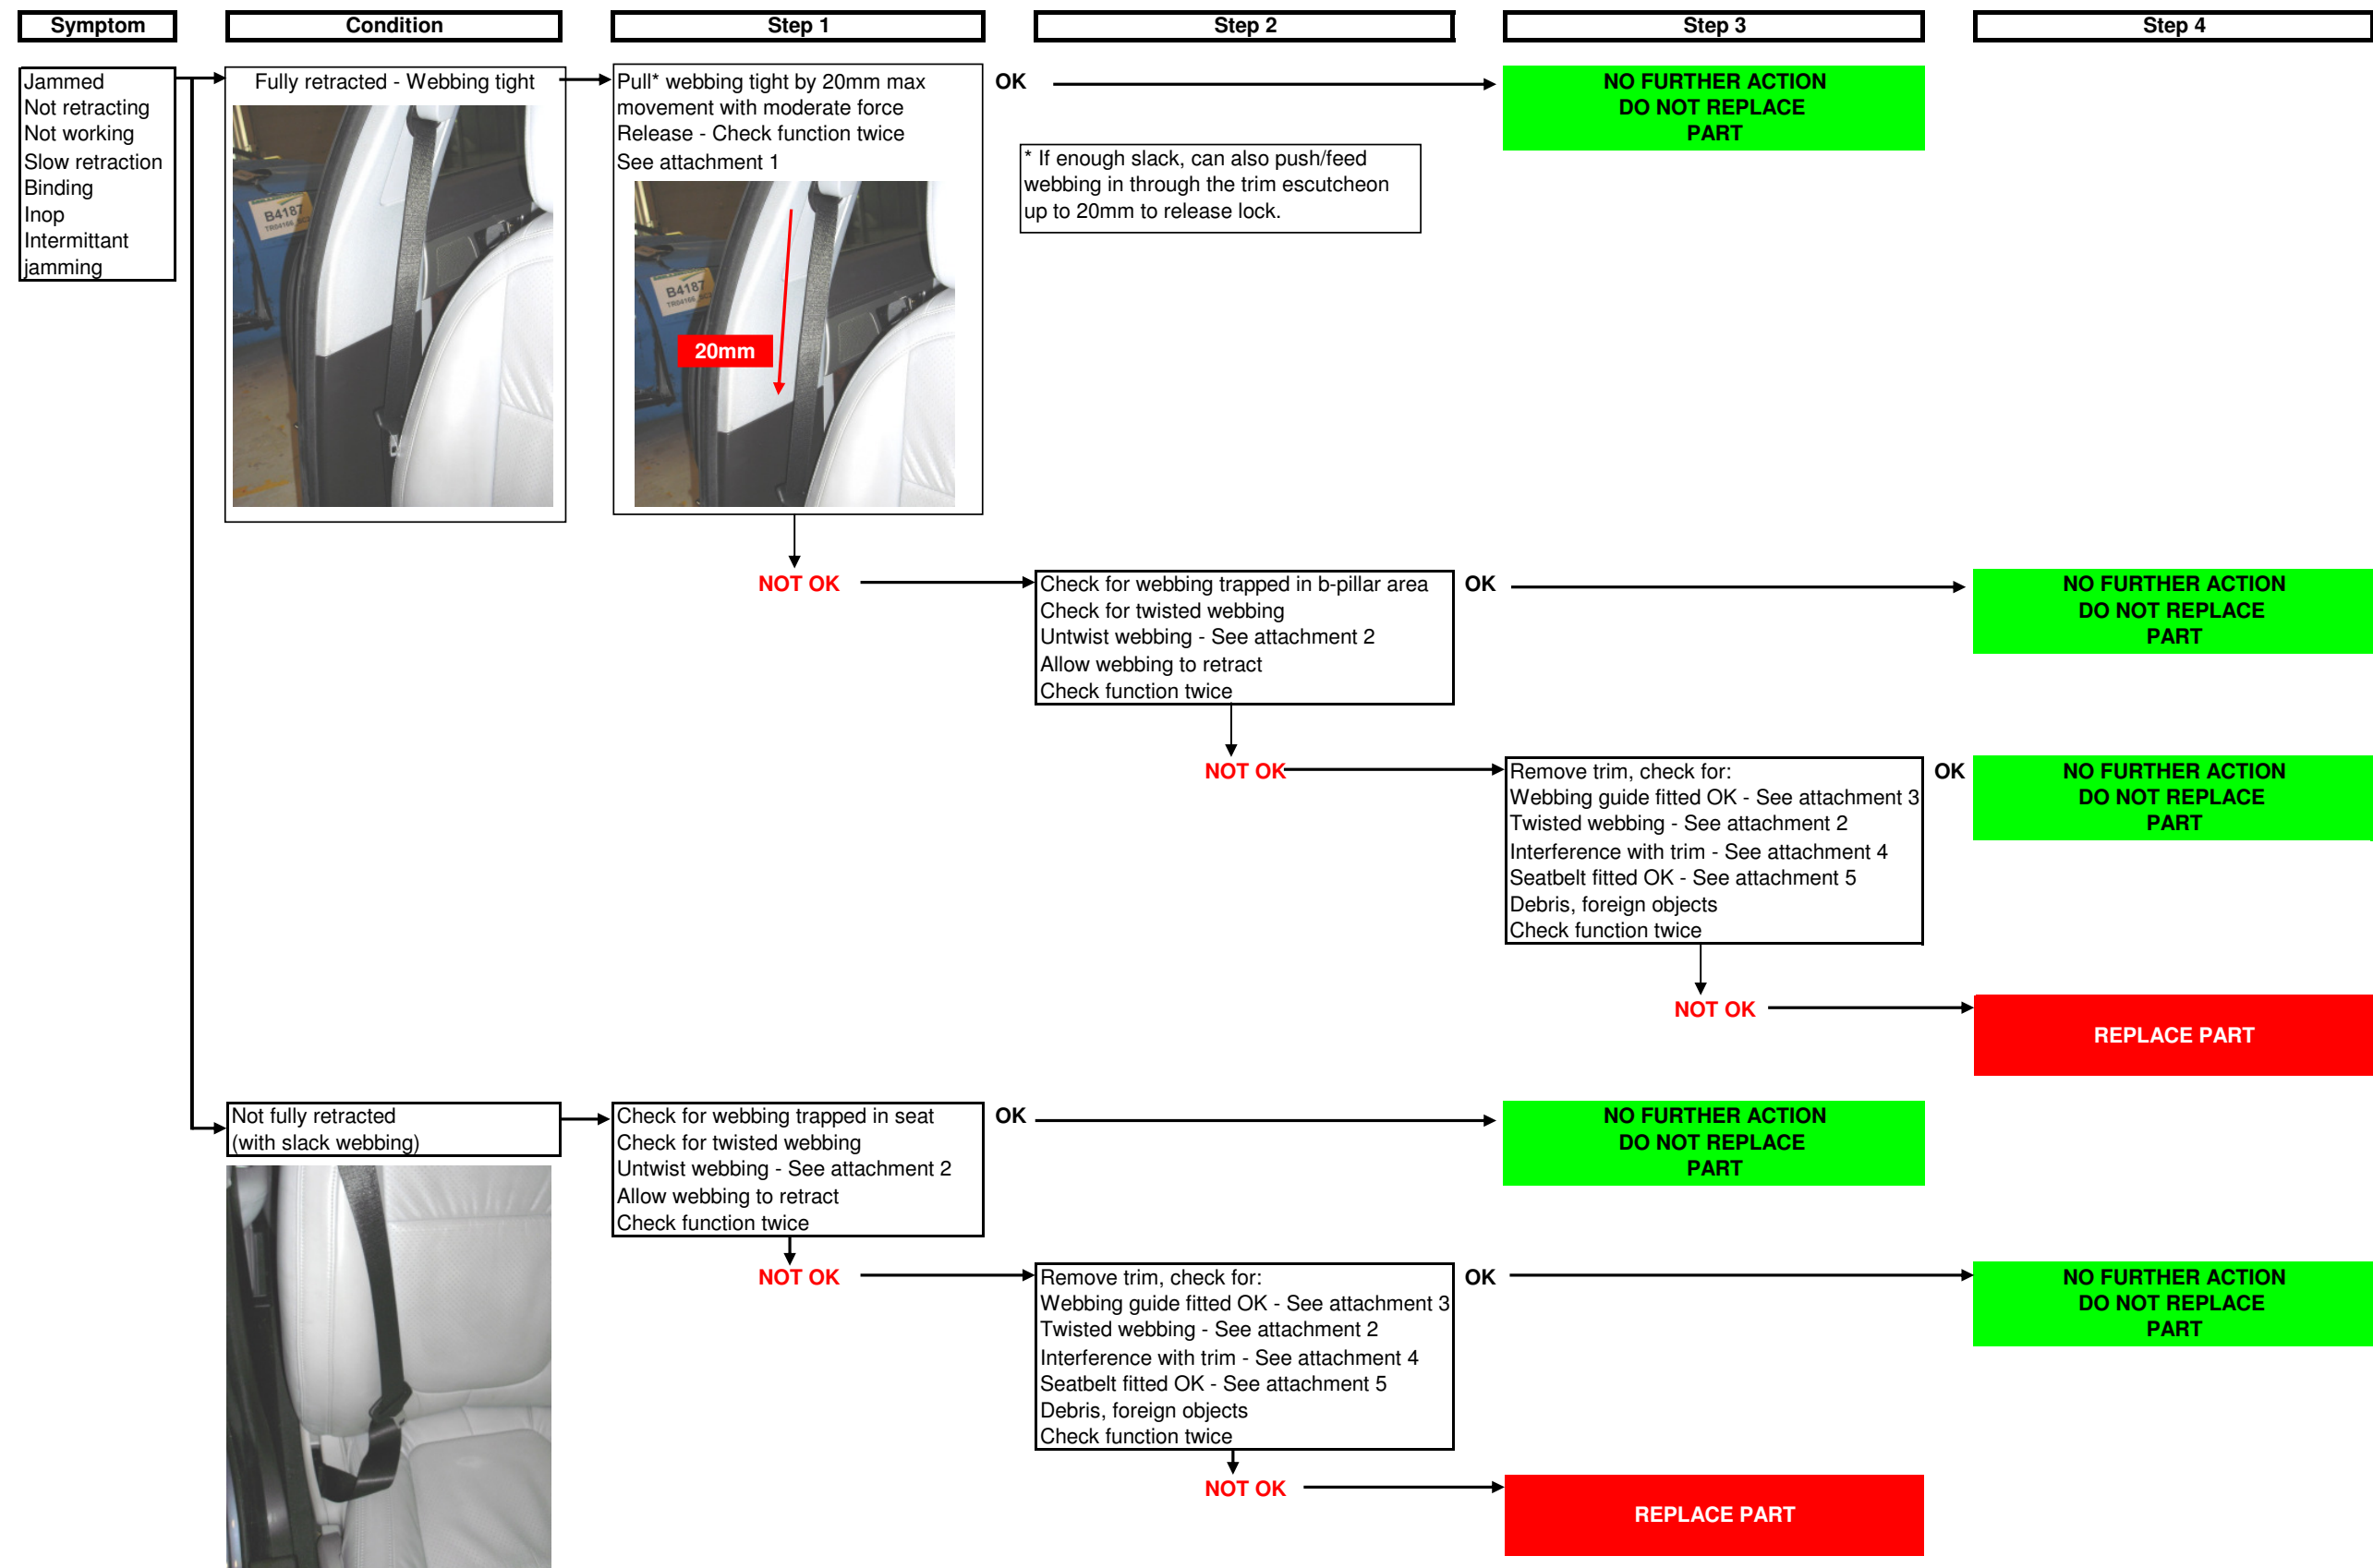 Symptom
Condition
Step 1
Step 2
Step 3
Step 4
Jammed
Not retracting
Not working
Slow retraction
Binding
Inop
Intermittant
jamming
Fully retracted - Webbing tight
B4187
Pull* webbing tight by 20mm max
movement with moderate force
Release - Check function twice
See attachment 1
B4187
20mm
OK
* If enough slack, can also push/feed
webbing in through the trim escutcheon
up to 20mm to release lock.
NO FURTHER ACTION
DO NOT REPLACE
PART
NOT OK
Check for webbing trapped in b-pillar area
Check for twisted webbing
Untwist webbing - See attachment 2
Allow webbing to retract
Check function twice
OK
NO FURTHER ACTION
DO NOT REPLACE
PART
NOT OK
Remove trim, check for:
Webbing guide fitted OK - See attachment 3
Twisted webbing - See attachment 2
Interference with trim - See attachment 4
Seatbelt fitted OK - See attachment 5
Debris, foreign objects
Check function twice
OK
NO FURTHER ACTION
DO NOT REPLACE
PART
NOT OK
REPLACE PART
Not fully retracted
(with slack webbing)
Check for webbing trapped in seat
Check for twisted webbing
Untwist webbing - See attachment 2
Allow webbing to retract
Check function twice
OK
NO FURTHER ACTION
DO NOT REPLACE
PART
NOT OK
Remove trim, check for:
Webbing guide fitted OK - See attachment 3
Twisted webbing - See attachment 2
Interference with trim - See attachment 4
Seatbelt fitted OK - See attachment 5
Debris, foreign objects
Check function twice
OK
NO FURTHER ACTION
DO NOT REPLACE
PART
NOT OK
REPLACE PART